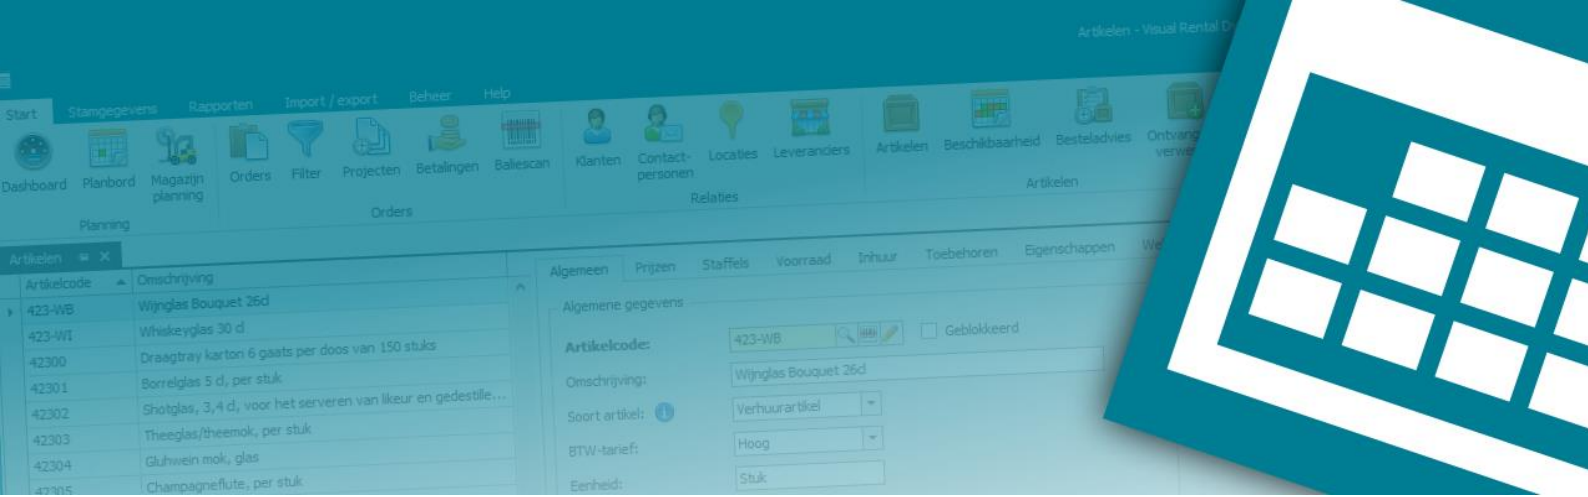 Artikelen - Visual Rental
Start Stamgegevens Rapporten Import / export Beheer Help
Dashboard Planbord Magazijn planning Orders Filter Projecten Betalingen Baliescan Klanten Contact-personen Locaties Leveranciers Artikelen Beschikbaarheid Besteladvies
Planning Orders Relaties Artikelen
Artikelen
Artikelcode Omschrijving
423-WB Wijnglas Bouquet 26cl
423-WI Whiskeyglas 30 cl
42300 Draagtray karton 6 gaats per doos van 150 stuks
42301 Borrelglas 5 cl, per stuk
42302 Shotglas, 3,4 cl, voor het serveren van likeur en gedestille...
42303 Theeglas/theemok, per stuk
42304 Gluhwein mok, glas
42305 Champagneflute, per stuk
Algemeen Prijzen Staffels Voorraad Inhuur Toebehoren Eigenschappen
Algemene gegevens
Artikelcode: 423-WB Geblokkeerd
Omschrijving: Wijnglas Bouquet 26cl
Soort artikel: Verhuurartikel
BTW-tarief: Hoog
Eenheid: Stuk